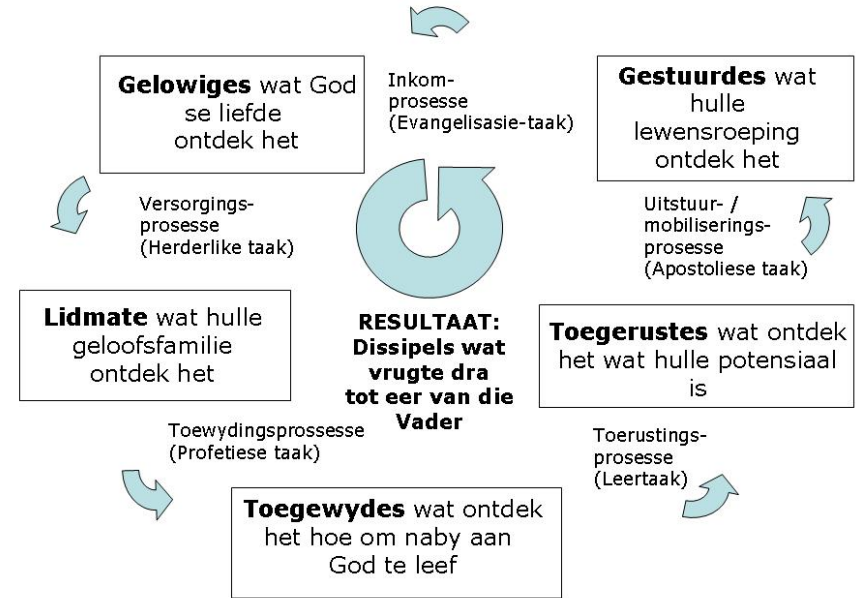 Inkom-
prosesse
(Evangelisasie-taak)
Gelowiges wat God
se liefde
ontdek het
Versorgings-
prosesse
(Herderlike taak)
Lidmate wat hulle
geloofsfamilie
ontdek het
Toewydingsprossesse
(Profetiese taak)
Toegewydes wat ontdek
het hoe om naby aan
God te leef
Toerustings-
prosesse
(Leertaak)
Toegerustes wat ontdek
het wat hulle potensiaal
is
Uitstuur- /
mobiliserings-
prosesse
(Apostoliese taak)
Gestuurdes wat
hulle
lewensroeping
ontdek het
RESULTAAT:
Dissipels wat
vrugte dra
tot eer van die
Vader